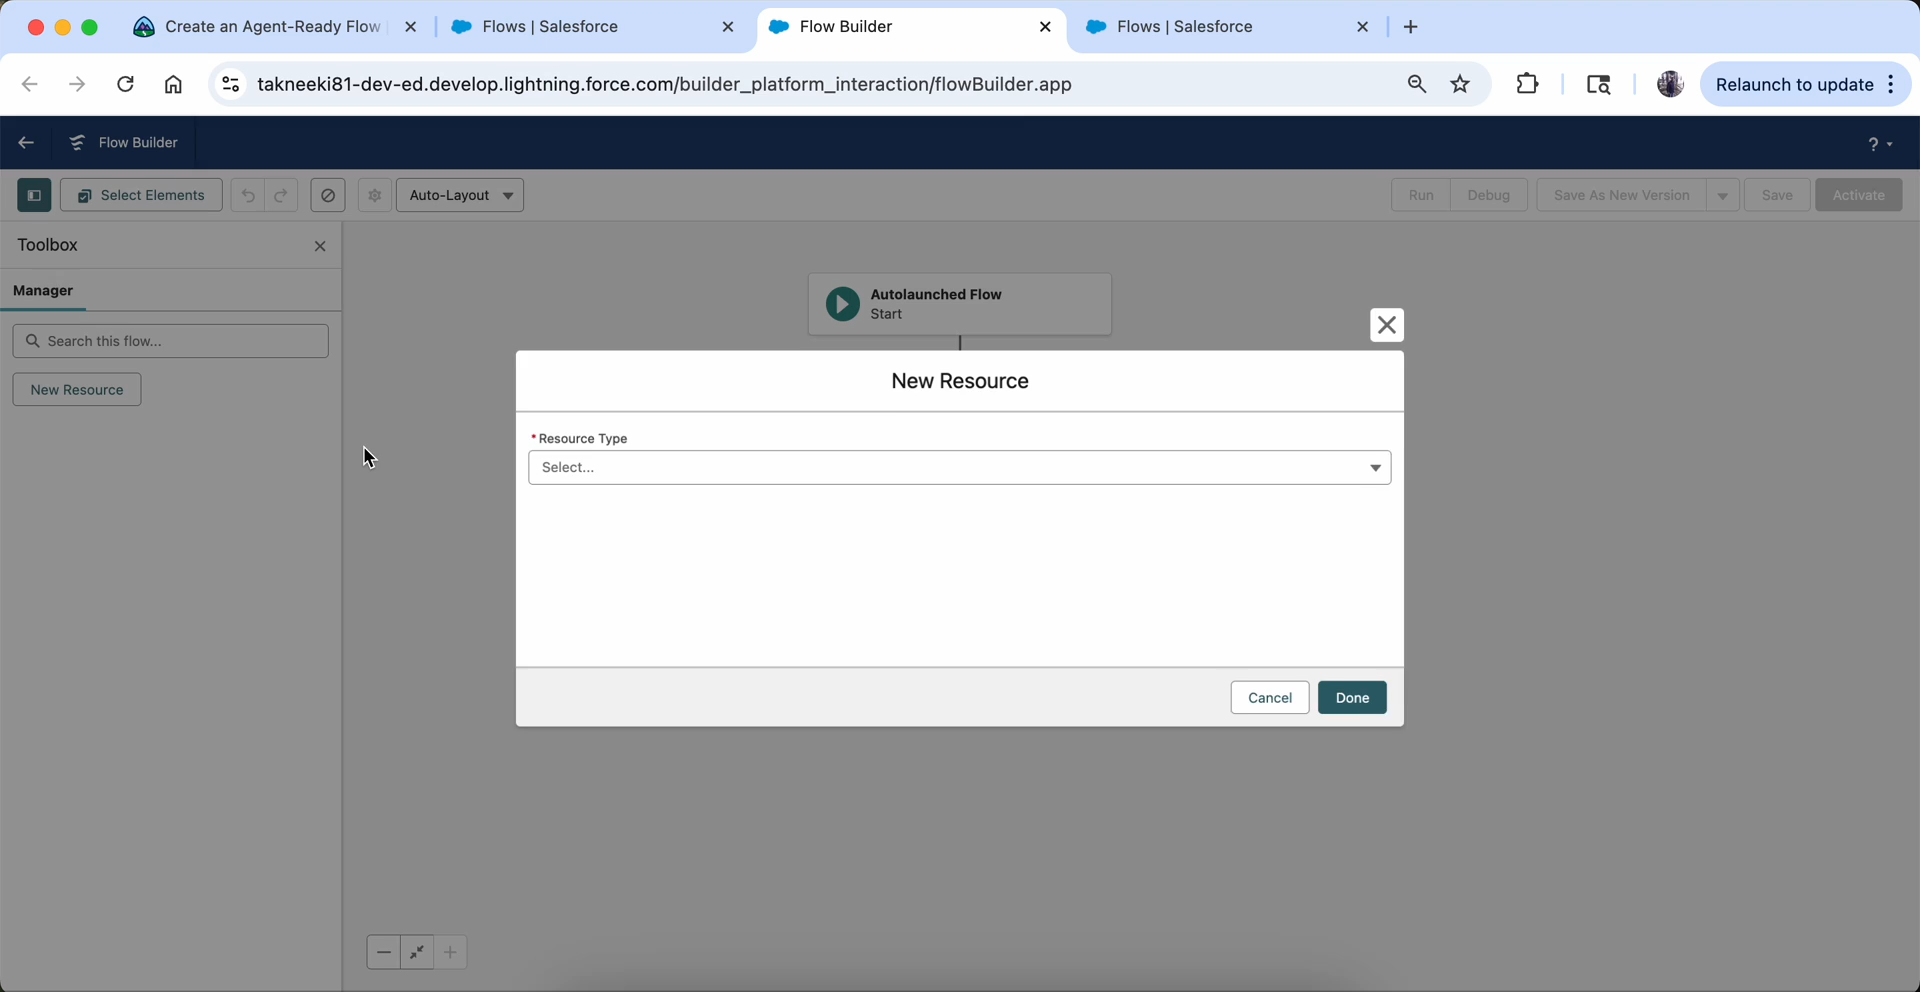 Create an Agent-Ready Flow
Flows | Salesforce
Flow Builder
Flows | Salesforce
takneeki81-dev-ed.develop.lightning.force.com/builder_platform_interaction/flowBuilder.app
Relaunch to update
Flow Builder
?
Select Elements
Auto-Layout
Run
Debug
Save As New Version
Save
Activate
Toolbox
Manager
Search this flow...
New Resource
Autolaunched Flow
Start
New Resource
* Resource Type
Select...
Cancel
Done